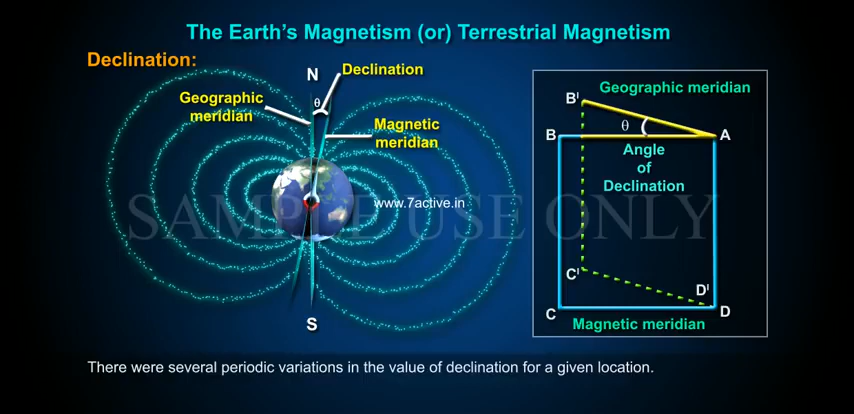 The Earth's Magnetism (or) Terrestrial Magnetism
Declination:
N
Declination
θ
Geographic
meridian
Magnetic
meridian
www.7active.in
S
SAMPLE USE ONLY
Geographic meridian
B'
θ
B
A
Angle
of
Declination
C'
D'
C
D
Magnetic meridian
There were several periodic variations in the value of declination for a given location.